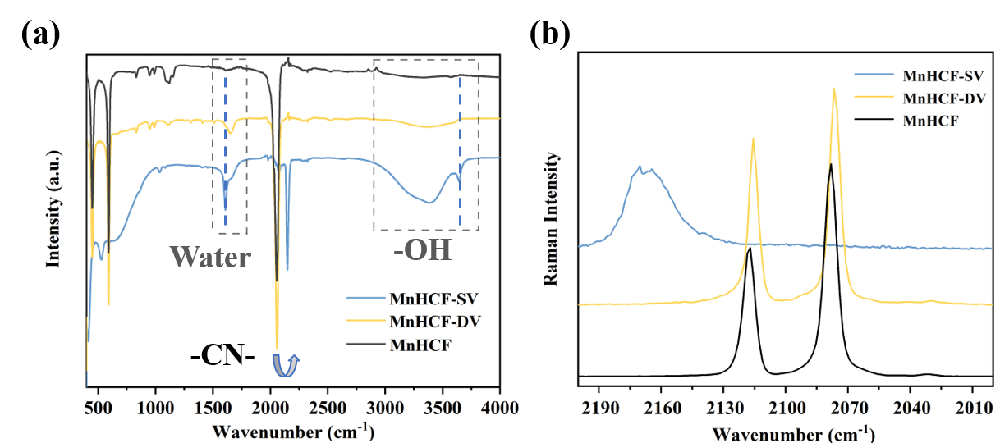 (a)
Intensity (a.u.)
Water
-OH
-CN-
MnHCF-SV
MnHCF-DV
MnHCF
500 1000 1500 2000 2500 3000 3500 4000
Wavenumber (cm⁻¹)
(b)
Raman Intensity
MnHCF-SV
MnHCF-DV
MnHCF
2190 2160 2130 2100 2070 2040 2010
Wavenumber (cm⁻¹)